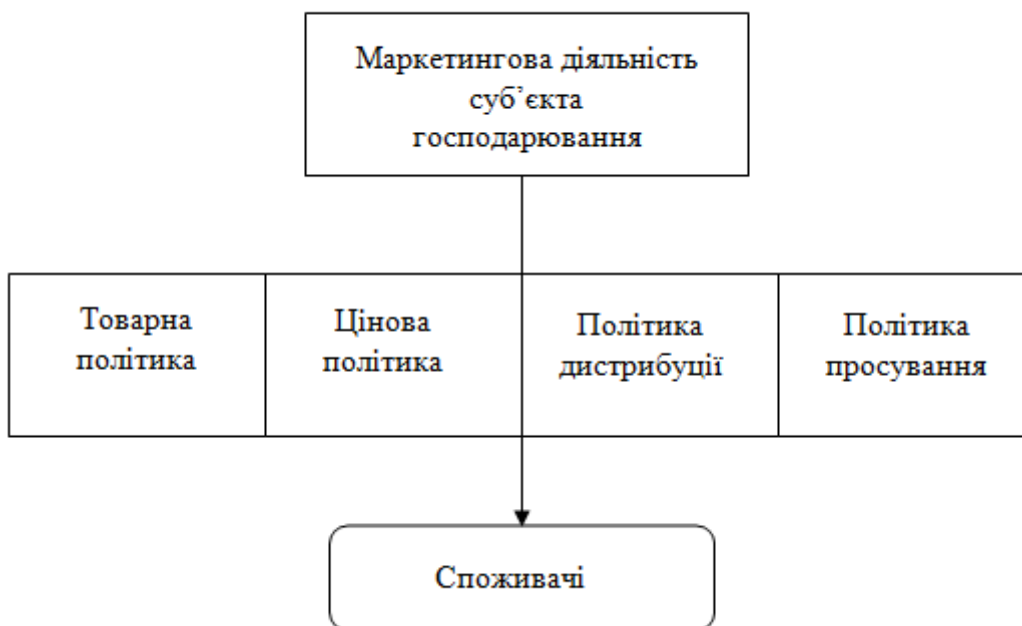 Маркетингова діяльність
суб’єкта
господарювання
Товарна
політика
Цінова
політика
Політика
дистрибуції
Політика
просування
Споживачі